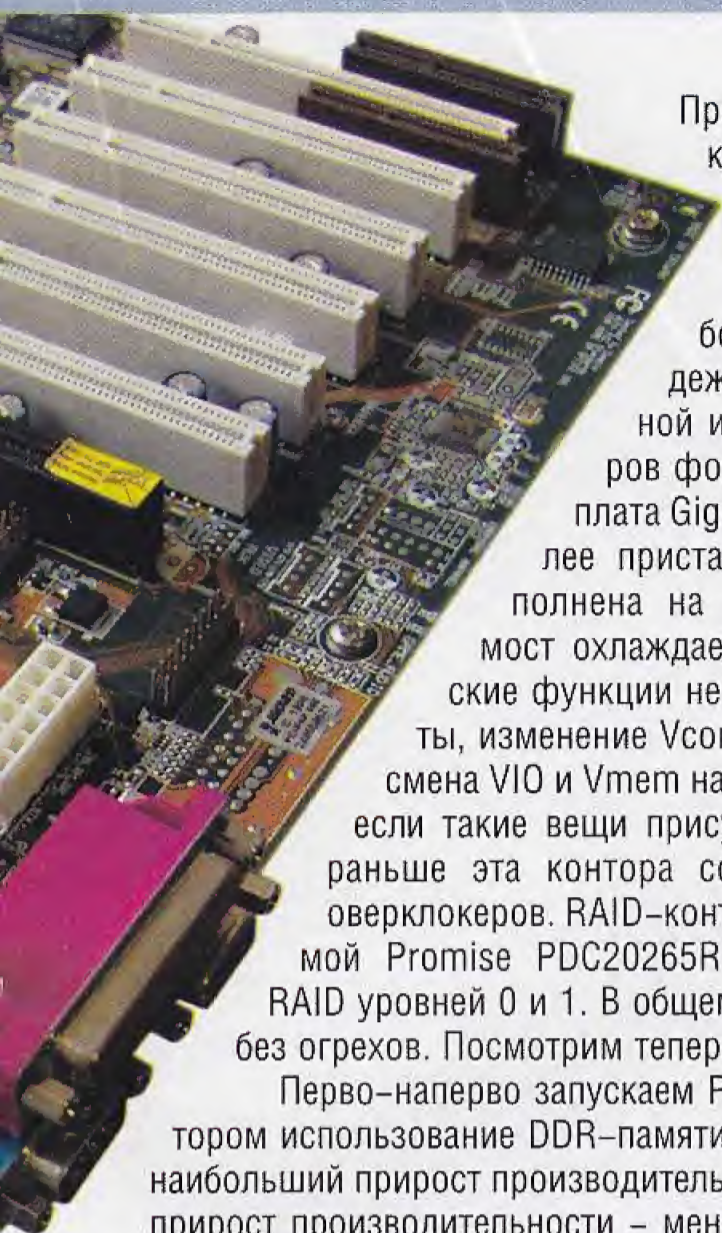 Пр
к
бо
деж
ной и
ров фо
плата Gig
лее приста
полнена на
мост охлаждае
ские функции не
ты, изменение Vcor
смена VIO и Vmem на
если такие вещи прису
раньше эта контора со
оверклокеров. RAID-конт
мой Promise PDC20265R
RAID уровней 0 и 1. В общем
без огрехов. Посмотрим тепер
Перво-наперво запускаем P
тором использование DDR-памяти
наибольший прирост производитель
прирост производительности – мен